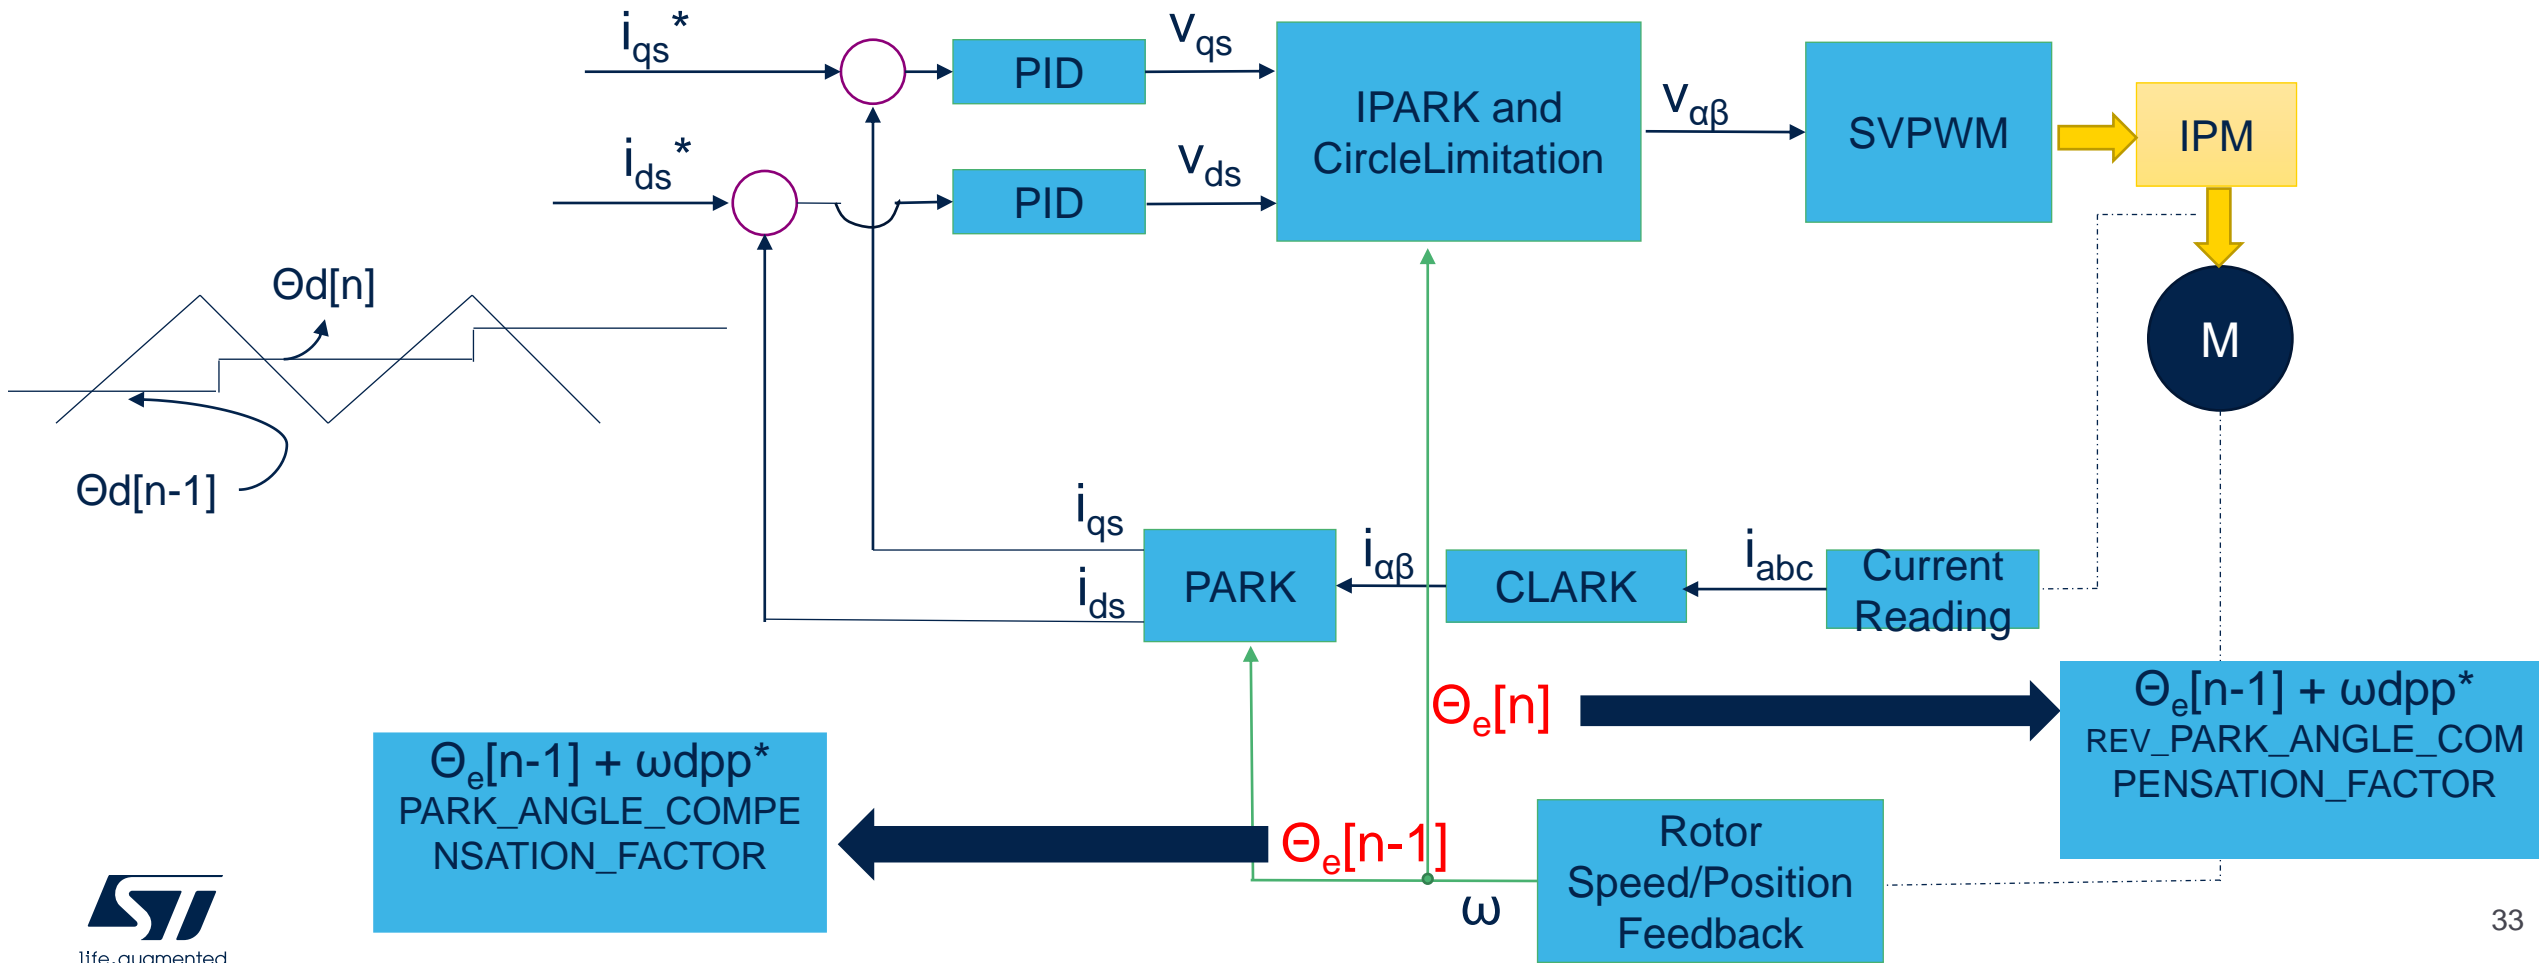 iqs*
vqs
PID
IPARK and
CircleLimitation
vαβ
SVPWM
IPM
ids*
vds
PID
Θd[n]
M
Θd[n-1]
iqs
ids
PARK
iαβ
CLARK
iabc
Current
Reading
Θe[n]
Θe[n-1] + ωdpp*
REV_PARK_ANGLE_COM
PENSATION_FACTOR
Θe[n-1] + ωdpp*
PARK_ANGLE_COMPE
NSATION_FACTOR
Θe[n-1]
ω
Rotor
Speed/Position
Feedback
ST
life.augmented
33